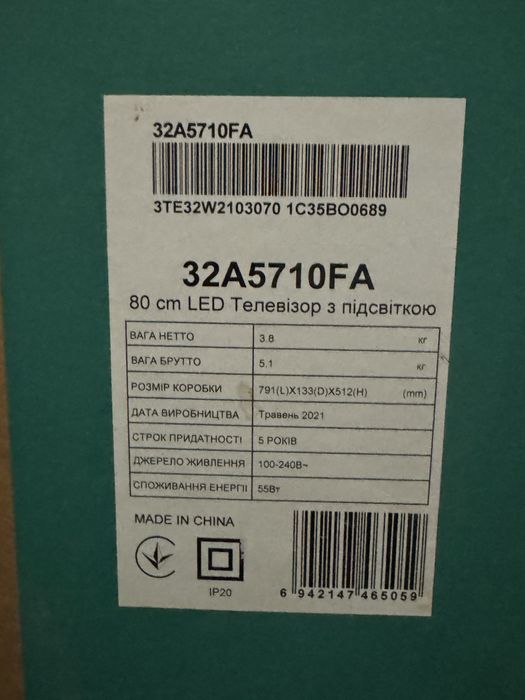 32A5710FA
3TE32W2103070 1C35BO0689
32A5710FA
80 cm LED Телевізор з підсвіткою
ВАГА НЕТТО 3.8 кг
ВАГА БРУТТО 5.1 кг
РОЗМІР КОРОБКИ 791(L)X133(D)X512(H) (mm)
ДАТА ВИРОБНИЦТВА Травень 2021
СТРОК ПРИДАТНОСТІ 5 РОКІВ
ДЖЕРЕЛО ЖИВЛЕННЯ 100-240В~
СПОЖИВАННЯ ЕНЕРГІЇ 55Вт
MADE IN CHINA
IP20
6 942147 465059